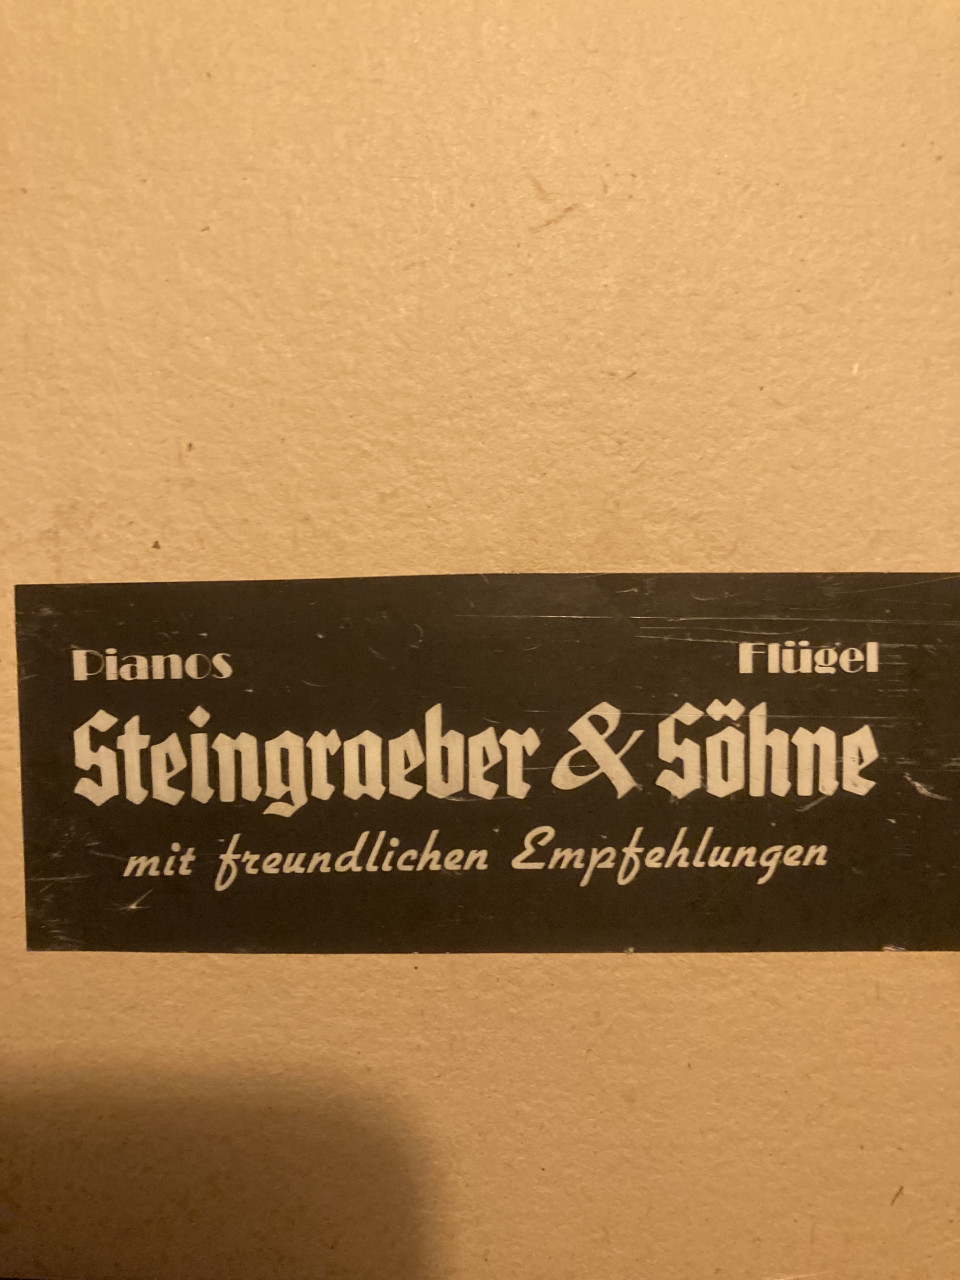 Pianos Flügel
Steingraeber & Söhne
mit freundlichen Empfehlungen